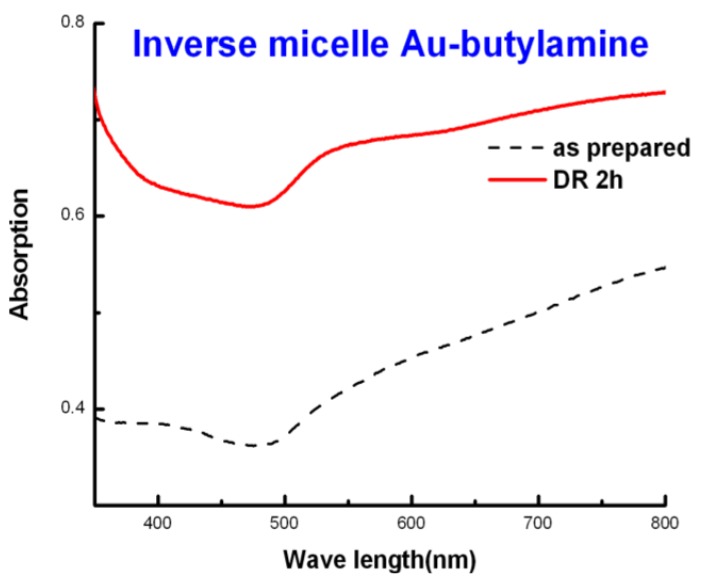 Inverse micelle Au-butylamine
0.8
0.6
0.4
Absorption
as prepared
DR 2h
400 500 600 700 800
Wave length(nm)